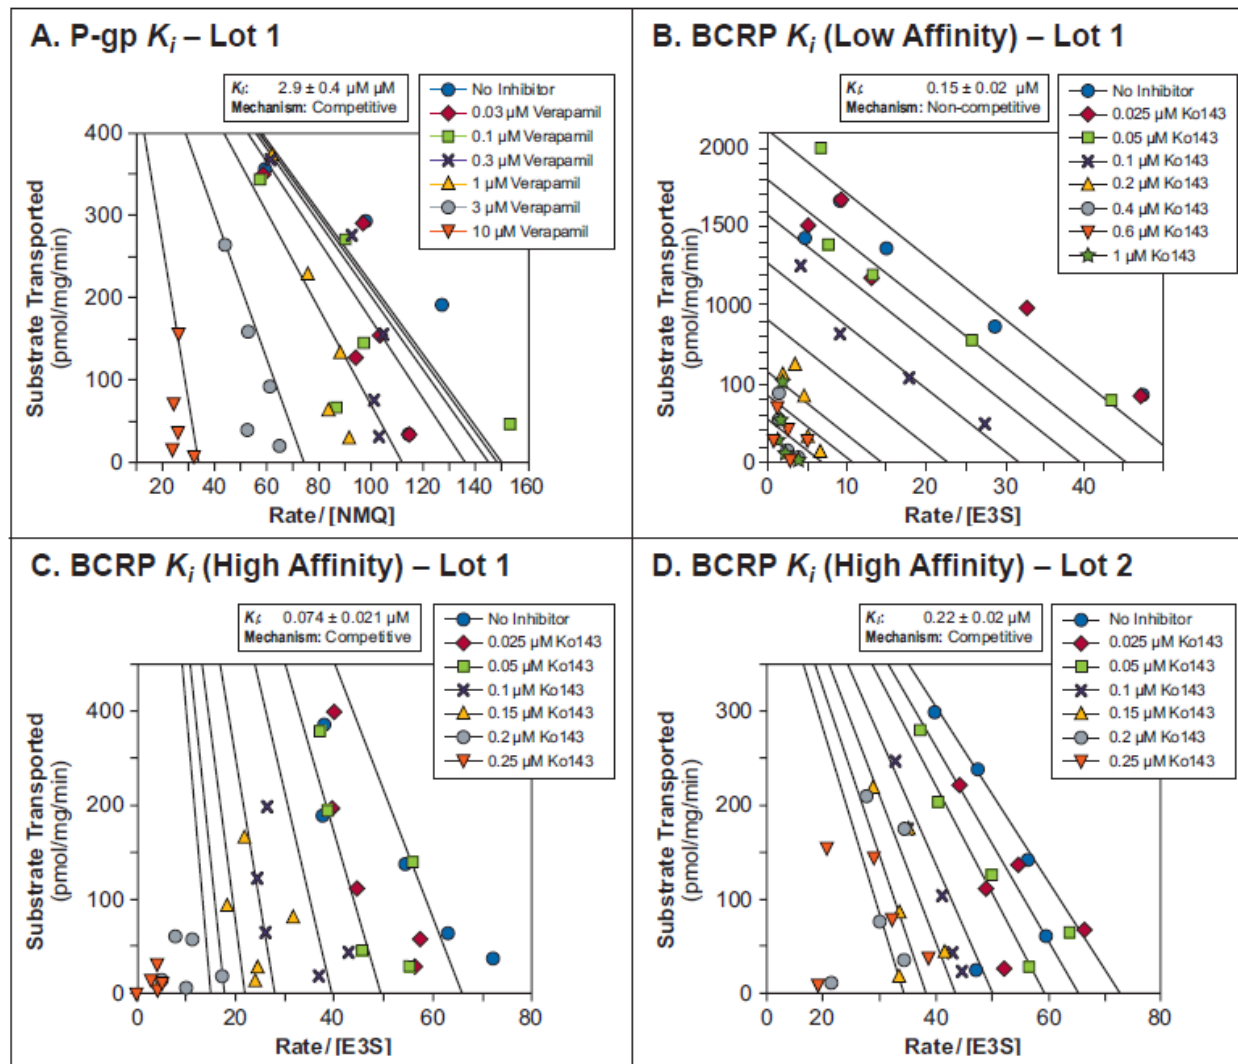 A. P-gp Ki – Lot 1
Ki: 2.9 ± 0.4 µM µM
Mechanism: Competitive
No Inhibitor
0.03 µM Verapamil
0.1 µM Verapamil
0.3 µM Verapamil
1 µM Verapamil
3 µM Verapamil
10 µM Verapamil
Substrate Transported
(pmol/mg/min)
400
300
200
100
0
20 40 60 80 100 120 140 160
Rate/[NMQ]
B. BCRP Ki (Low Affinity) – Lot 1
Ki: 0.15 ± 0.02 µM
Mechanism: Non-competitive
No Inhibitor
0.025 µM Ko143
0.05 µM Ko143
0.1 µM Ko143
0.2 µM Ko143
0.4 µM Ko143
0.6 µM Ko143
1 µM Ko143
Substrate Transported
(pmol/mg/min)
2000
1500
1000
100
0
0 10 20 30 40
Rate/[E3S]
C. BCRP Ki (High Affinity) – Lot 1
Ki: 0.074 ± 0.021 µM
Mechanism: Competitive
No Inhibitor
0.025 µM Ko143
0.05 µM Ko143
0.1 µM Ko143
0.15 µM Ko143
0.2 µM Ko143
0.25 µM Ko143
Substrate Transported
(pmol/mg/min)
400
200
100
0
0 20 40 60 80
Rate/[E3S]
D. BCRP Ki (High Affinity) – Lot 2
Ki: 0.22 ± 0.02 µM
Mechanism: Competitive
No Inhibitor
0.025 µM Ko143
0.05 µM Ko143
0.1 µM Ko143
0.15 µM Ko143
0.2 µM Ko143
0.25 µM Ko143
Substrate Transported
(pmol/mg/min)
300
200
100
0
0 20 40 60 80
Rate/[E3S]